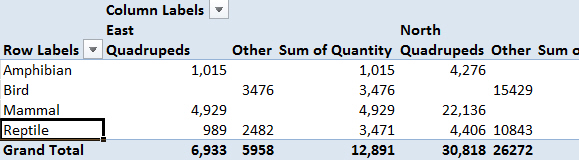 Column Labels
East North
Row Labels Quadrupeds Other Sum of Quantity Quadrupeds Other Sum o
Amphibian 1,015 1,015 4,276
Bird 3476 3,476 15429
Mammal 4,929 4,929 22,136
Reptile 989 2482 3,471 4,406 10843
Grand Total 6,933 5958 12,891 30,818 26272